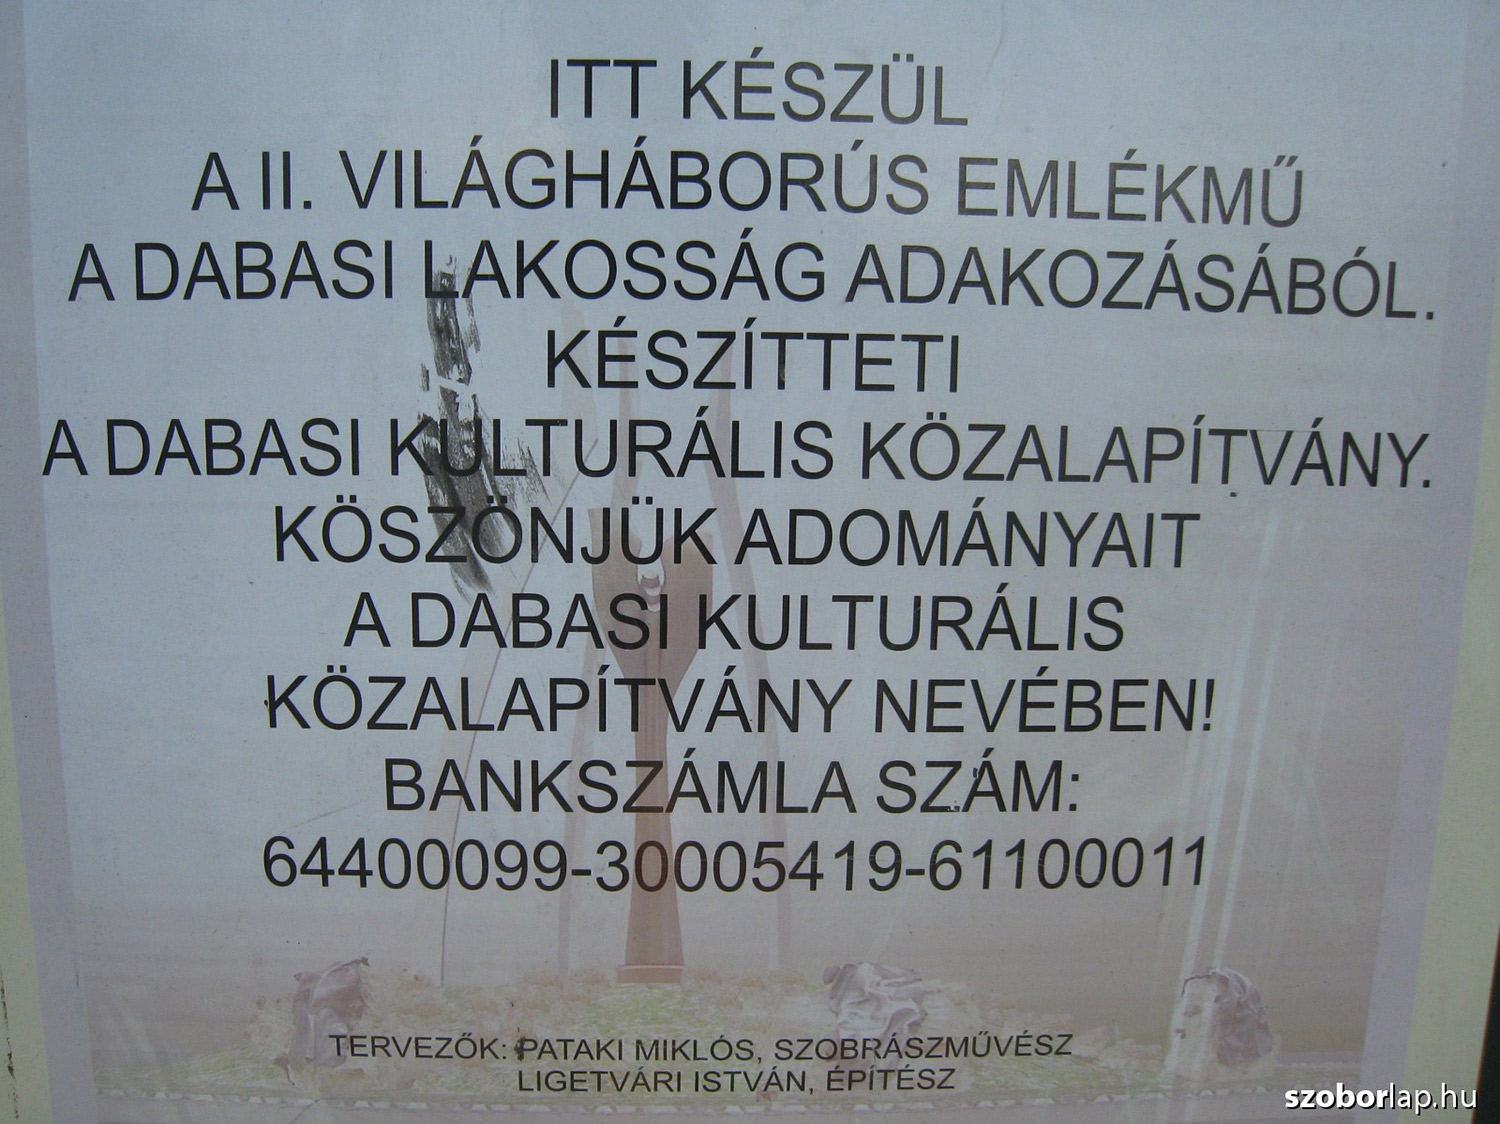 ITT KÉSZÜL
A II. VILÁGHÁBORÚS EMLÉKMŰ
A DABASI LAKOSSÁG ADAKOZÁSÁBÓL.
KÉSZÍTTETI
A DABASI KULTURÁLIS KÖZALAPÍTVÁNY.
KÖSZÖNJÜK ADOMÁNYAIT
A DABASI KULTURÁLIS
KÖZALAPÍTVÁNY NEVÉBEN!
BANKSZÁMLA SZÁM:
64400099-30005419-61100011
TERVEZŐK: PATAKI MIKLÓS, SZOBRÁSZMŰVÉSZ
LIGETVÁRI ISTVÁN, ÉPÍTÉSZ
szoborlap.hu